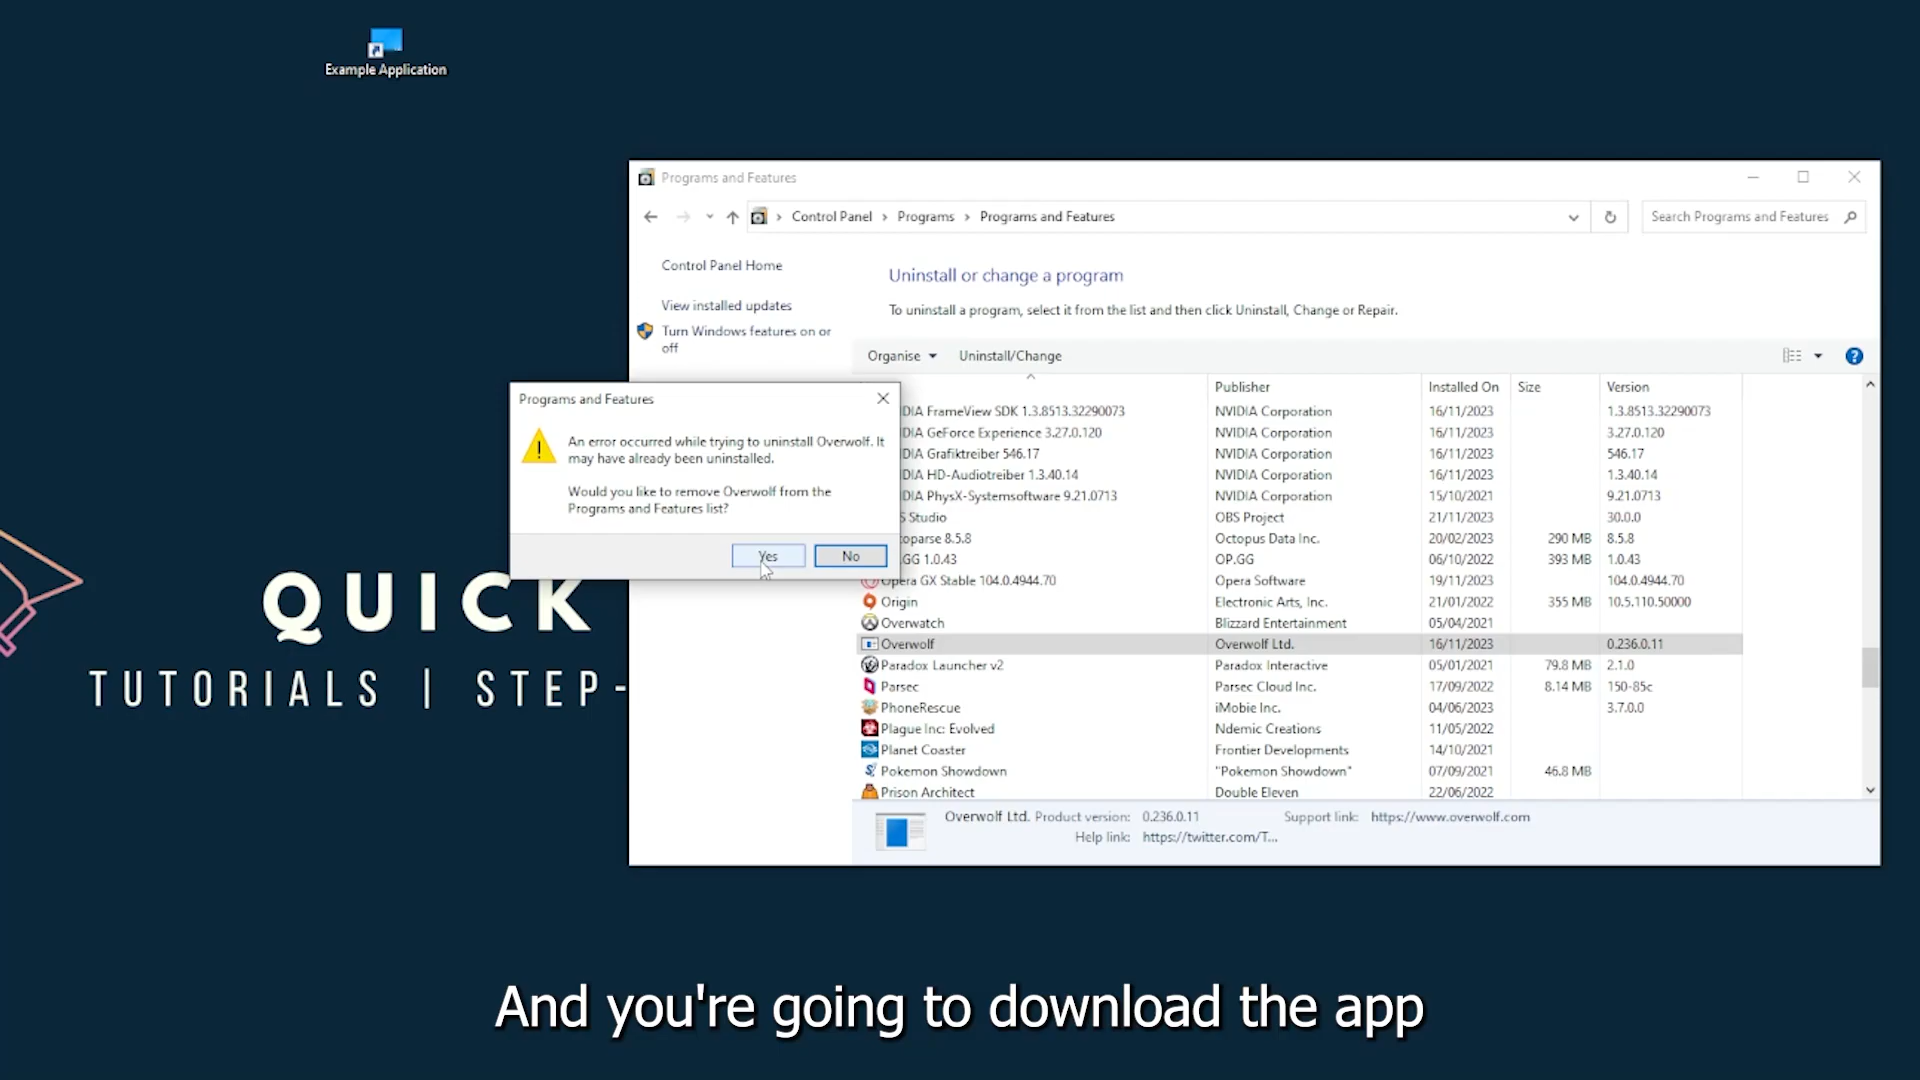 Example Application
Programs and Features
Control Panel > Programs > Programs and Features
Search Programs and Features
Control Panel Home
View installed updates
Turn Windows features on or
off
Uninstall or change a program
To uninstall a program, select it from the list and then click Uninstall, Change or Repair.
Organise Uninstall/Change
Publisher Installed On Size Version
DIA FrameView SDK 1.3.8513.32290073 NVIDIA Corporation 16/11/2023 1.3.8513.32290073
DIA GeForce Experience 3.27.0.120 NVIDIA Corporation 16/11/2023 3.27.0.120
DIA Grafiktreiber 546.17 NVIDIA Corporation 16/11/2023 546.17
DIA HD-Audiotreiber 1.3.40.14 NVIDIA Corporation 16/11/2023 1.3.40.14
DIA PhysX-Systemsoftware 9.21.0713 NVIDIA Corporation 15/10/2021 9.21.0713
S Studio OBS Project 21/11/2023 30.0.0
oparse 8.5.8 Octopus Data Inc. 20/02/2023 290 MB 8.5.8
.GG 1.0.43 OP.GG 06/10/2022 393 MB 1.0.43
Opera GX Stable 104.0.4944.70 Opera Software 19/11/2023 104.0.4944.70
Origin Electronic Arts, Inc. 21/01/2022 355 MB 10.5.110.50000
Overwatch Blizzard Entertainment 05/04/2021
Overwolf Overwolf Ltd. 16/11/2023 0.236.0.11
Paradox Launcher v2 Paradox Interactive 05/01/2021 79.8 MB 2.1.0
Parsec Parsec Cloud Inc. 17/09/2022 8.14 MB 150-85c
PhoneRescue iMobie Inc. 04/06/2023 3.7.0.0
Plague Inc: Evolved Ndemic Creations 11/05/2022
Planet Coaster Frontier Developments 14/10/2021
Pokemon Showdown "Pokemon Showdown" 07/09/2021 46.8 MB
Prison Architect Double Eleven 22/06/2022
Overwolf Ltd. Product version: 0.236.0.11 Support link: https://www.overwolf.com
Help link: https://twitter.com/T...
Programs and Features
An error occurred while trying to uninstall Overwolf. It
may have already been uninstalled.
Would you like to remove Overwolf from the
Programs and Features list?
Yes No
QUICK
TUTORIALS | STEP-
And you're going to download the app